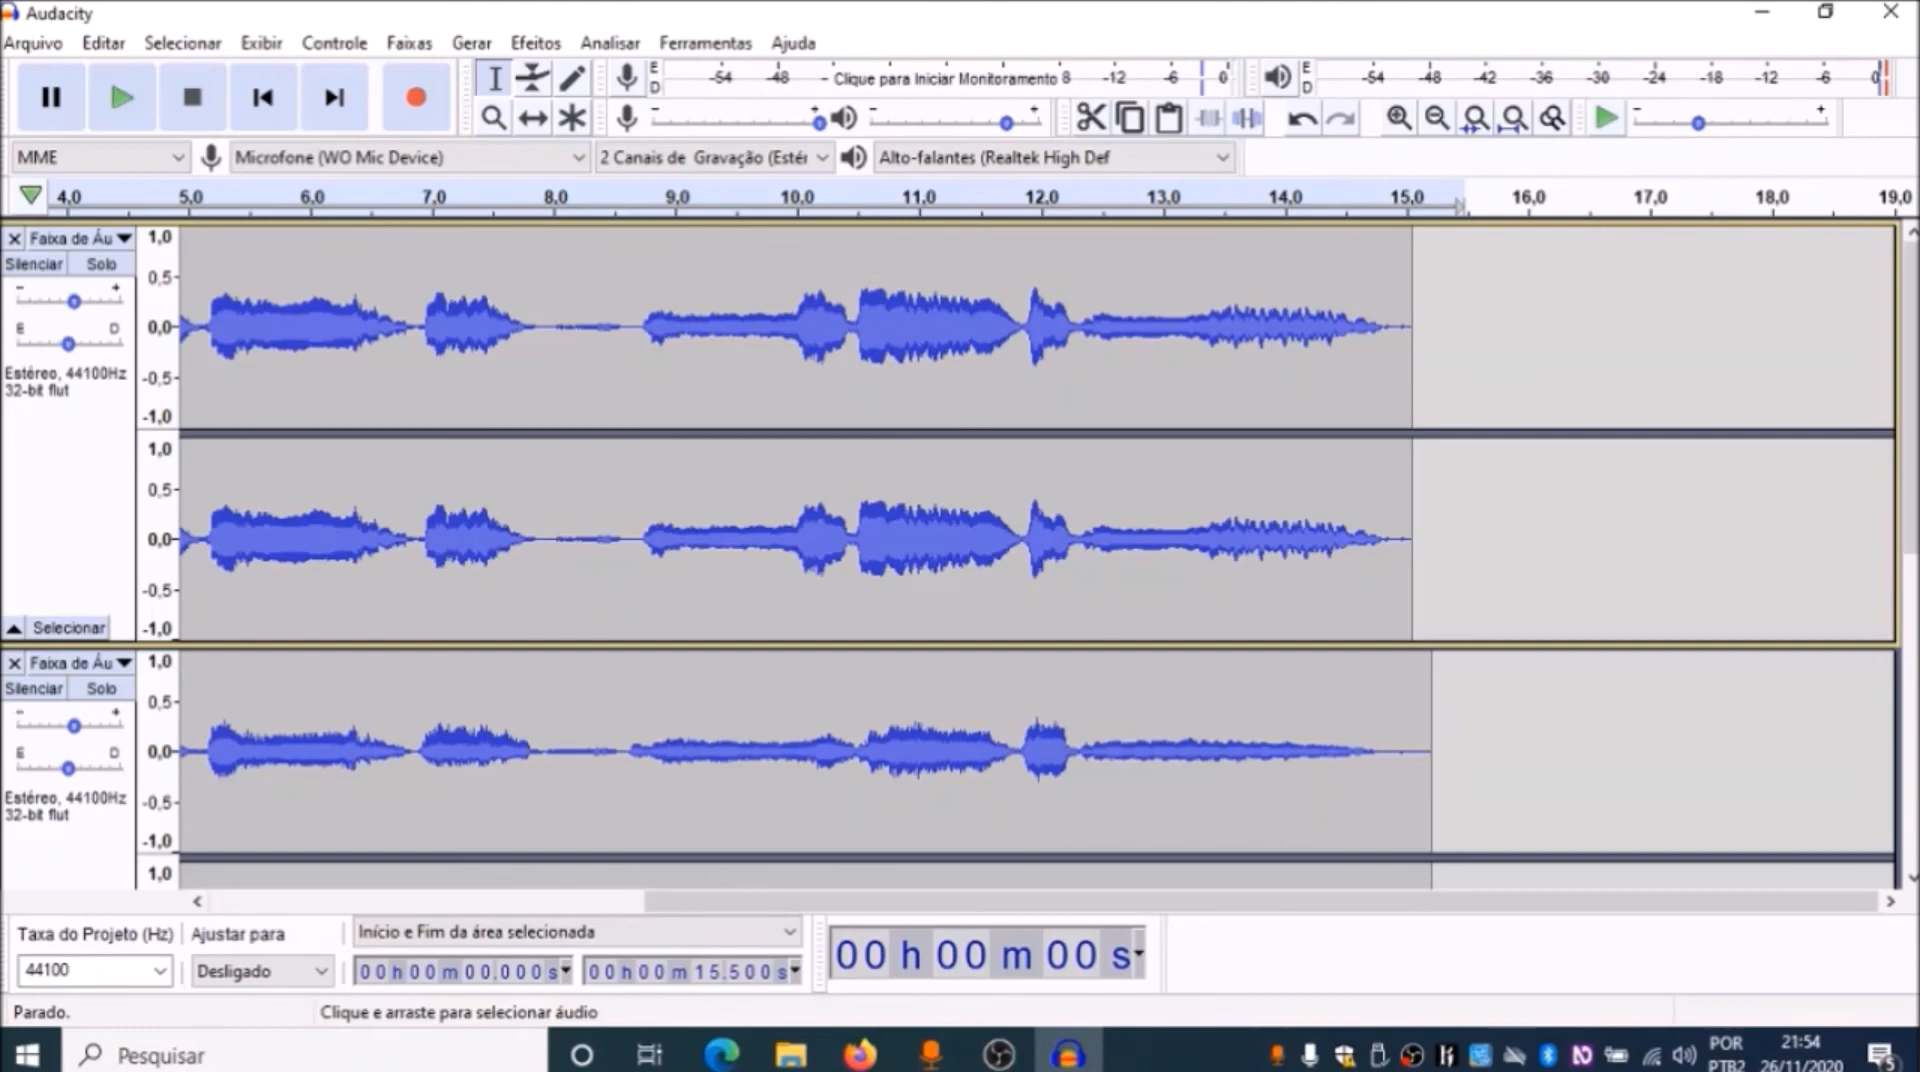 Audacity
Arquivo Editar Selecionar Exibir Controle Faixas Gerar Efeitos Analisar Ferramentas Ajuda
E D -54 -48 - Clique para Iniciar Monitoramento 8 -12 -6 0 E D -54 -48 -42 -36 -30 -24 -18 -12 -6 0
- + - + - +
MME Microfone (WO Mic Device) 2 Canais de Gravação (Estér Alto-falantes (Realtek High Def
4,0 5,0 6,0 7,0 8,0 9,0 10,0 11,0 12,0 13,0 14,0 15,0 16,0 17,0 18,0 19,0
Faixa de Áu 1,0
Silenciar Solo
0,5
- +
E D 0,0
Estéreo, 44100Hz
-0,5
32-bit flut
-1,0
1,0
0,5
0,0
-0,5
Selecionar -1,0
Faixa de Áu 1,0
Silenciar Solo
0,5
- +
E D 0,0
Estéreo, 44100Hz
-0,5
32-bit flut
-1,0
1,0
Taxa do Projeto (Hz) Ajustar para Início e Fim da área selecionada
44100 Desligado 00h00m00.000s 00h00m15.500s 00h00m00s
Parado. Clique e arraste para selecionar áudio
Pesquisar
POR 21:54
PTB2 26/11/2020 5